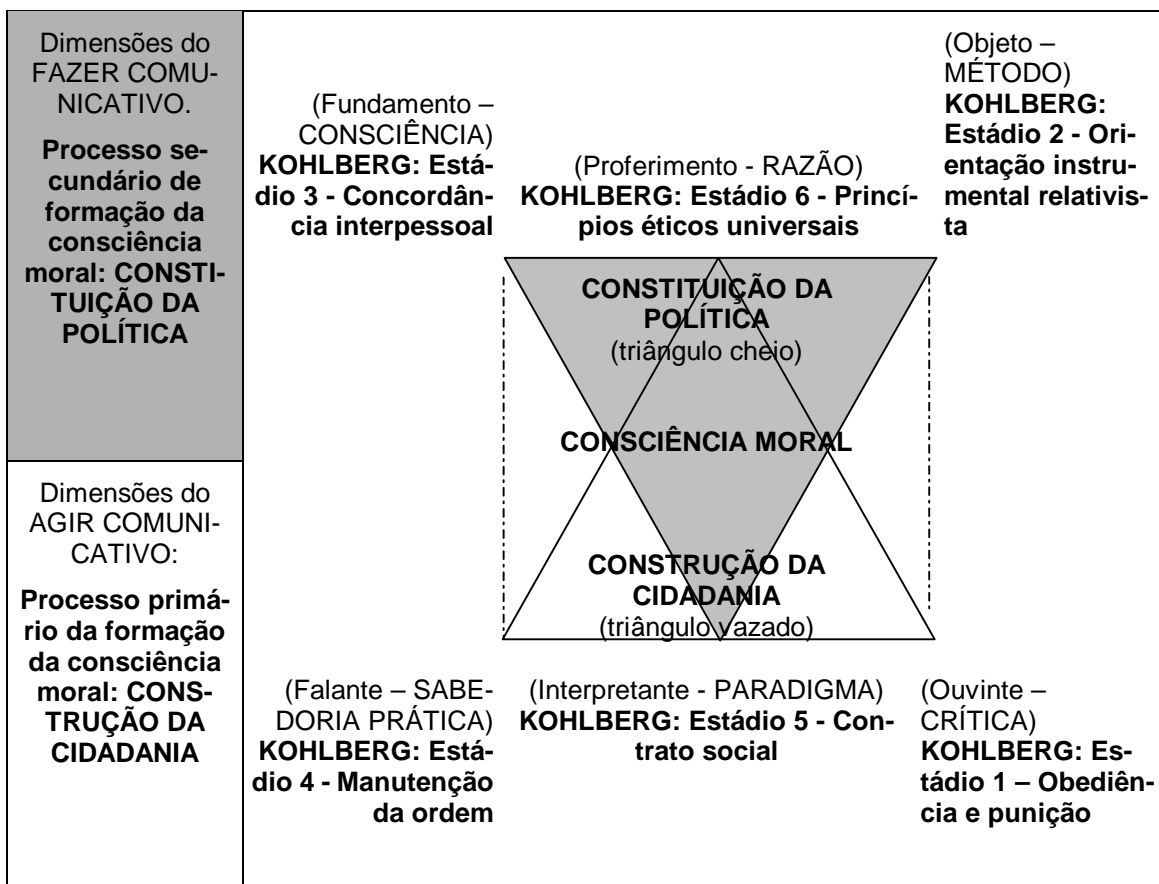 Dimensões do
FAZER COMU-
NICATIVO.
Processo se-
cundário de
formação da
consciência
moral: CONSTI-
TUIÇÃO DA
POLÍTICA
(Fundamento –
CONSCIÊNCIA)
KOHLBERG: Está-
dio 3 - Concordân-
cia interpessoal
(Proferimento - RAZÃO)
KOHLBERG: Estádio 6 - Princí-
pios éticos universais
(Objeto –
MÉTODO)
KOHLBERG:
Estádio 2 - Ori-
entação instru-
mental relativis-
ta
CONSTITUIÇÃO DA
POLÍTICA
(triângulo cheio)
CONSCIÊNCIA MORAL
CONSTRUÇÃO DA
CIDADANIA
(triângulo vazado)
Dimensões do
AGIR COMUNI-
CATIVO:
Processo primá-
rio da formação
da consciência
moral: CONS-
TRUÇÃO DA
CIDADANIA
(Falante – SABE-
DORIA PRÁTICA)
KOHLBERG: Está-
dio 4 - Manutenção
da ordem
(Interpretante - PARADIGMA)
KOHLBERG: Estádio 5 - Con-
trato social
(Ouvinte –
CRÍTICA)
KOHLBERG: Es-
tádio 1 – Obediên-
cia e punição